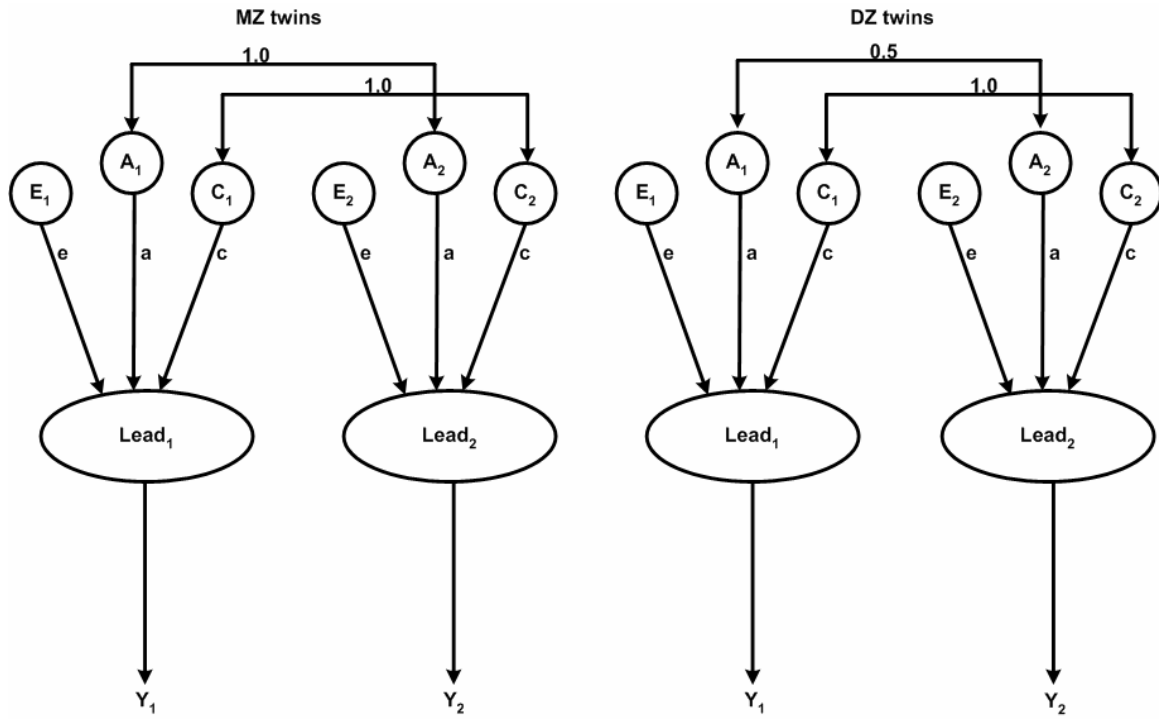 MZ twins DZ twins
1.0 0.5
1.0 1.0
A₁ A₂ A₁ A₂
E₁ C₁ E₂ C₂ E₁ C₁ E₂ C₂
e a c e a c e a c e a c
Lead₁ Lead₂ Lead₁ Lead₂
Y₁ Y₂ Y₁ Y₂